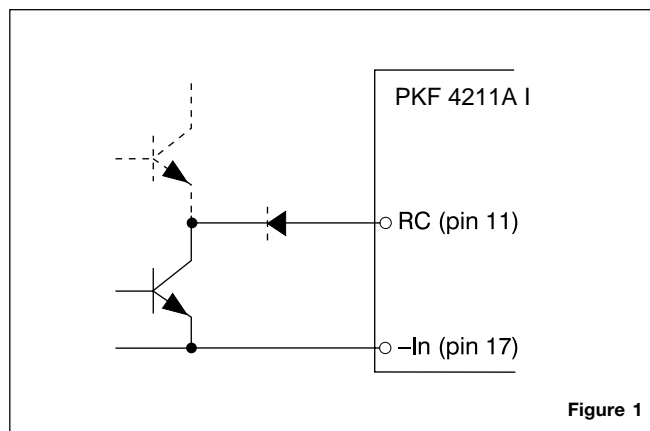 PKF 4211A I
RC (pin 11)
–In (pin 17)
Figure 1